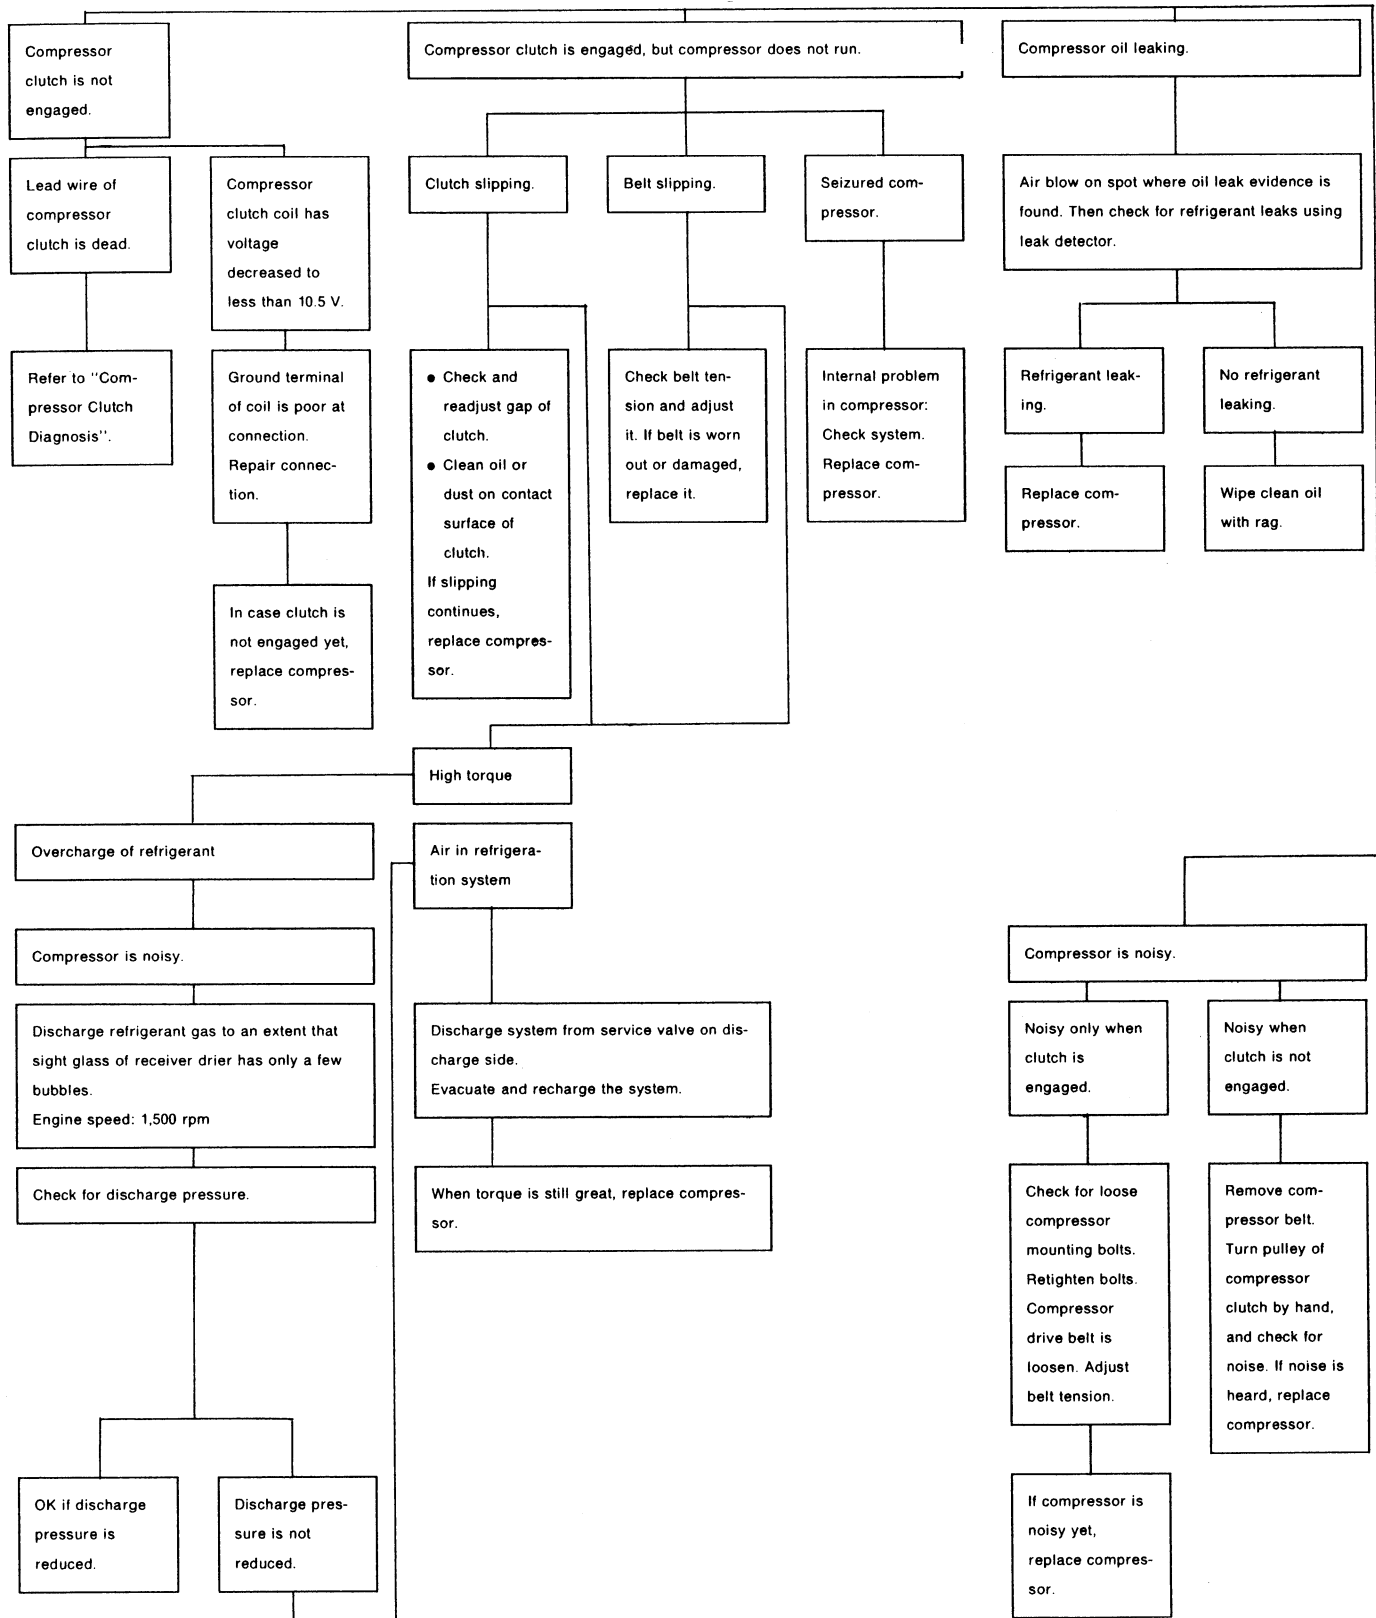 Compressor
clutch is not
engaged.
Compressor clutch is engaged, but compressor does not run.
Compressor oil leaking.
Lead wire of
compressor
clutch is dead.
Compressor
clutch coil has
voltage
decreased to
less than 10.5 V.
Clutch slipping.
Belt slipping.
Seizured com-
pressor.
Air blow on spot where oil leak evidence is
found. Then check for refrigerant leaks using
leak detector.
Refer to "Com-
pressor Clutch
Diagnosis".
Ground terminal
of coil is poor at
connection.
Repair connec-
tion.
● Check and
readjust gap of
clutch.
● Clean oil or
dust on contact
surface of
clutch.
If slipping
continues,
replace compres-
sor.
Check belt ten-
sion and adjust
it. If belt is worn
out or damaged,
replace it.
Internal problem
in compressor:
Check system.
Replace com-
pressor.
Refrigerant leak-
ing.
No refrigerant
leaking.
Replace com-
pressor.
Wipe clean oil
with rag.
In case clutch is
not engaged yet,
replace compres-
sor.
High torque
Overcharge of refrigerant
Air in refrigera-
tion system
Compressor is noisy.
Compressor is noisy.
Discharge refrigerant gas to an extent that
sight glass of receiver drier has only a few
bubbles.
Engine speed: 1,500 rpm
Discharge system from service valve on dis-
charge side.
Evacuate and recharge the system.
Noisy only when
clutch is
engaged.
Noisy when
clutch is not
engaged.
Check for discharge pressure.
When torque is still great, replace compres-
sor.
Check for loose
compressor
mounting bolts.
Retighten bolts.
Compressor
drive belt is
loosen. Adjust
belt tension.
Remove com-
pressor belt.
Turn pulley of
compressor
clutch by hand,
and check for
noise. If noise is
heard, replace
compressor.
OK if discharge
pressure is
reduced.
Discharge pres-
sure is not
reduced.
If compressor is
noisy yet,
replace compres-
sor.